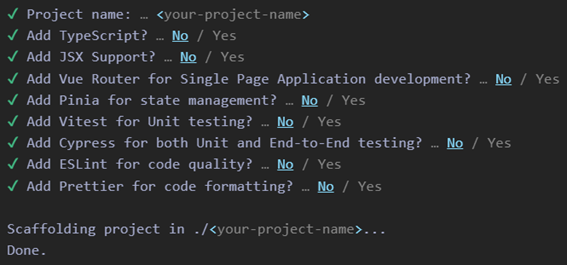 ✓ Project name: … <your-project-name>
✓ Add TypeScript? … No / Yes
✓ Add JSX Support? … No / Yes
✓ Add Vue Router for Single Page Application development? … No / Yes
✓ Add Pinia for state management? … No / Yes
✓ Add Vitest for Unit testing? … No / Yes
✓ Add Cypress for both Unit and End-to-End testing? … No / Yes
✓ Add ESLint for code quality? … No / Yes
✓ Add Prettier for code formatting? … No / Yes
Scaffolding project in ./<your-project-name>...
Done.